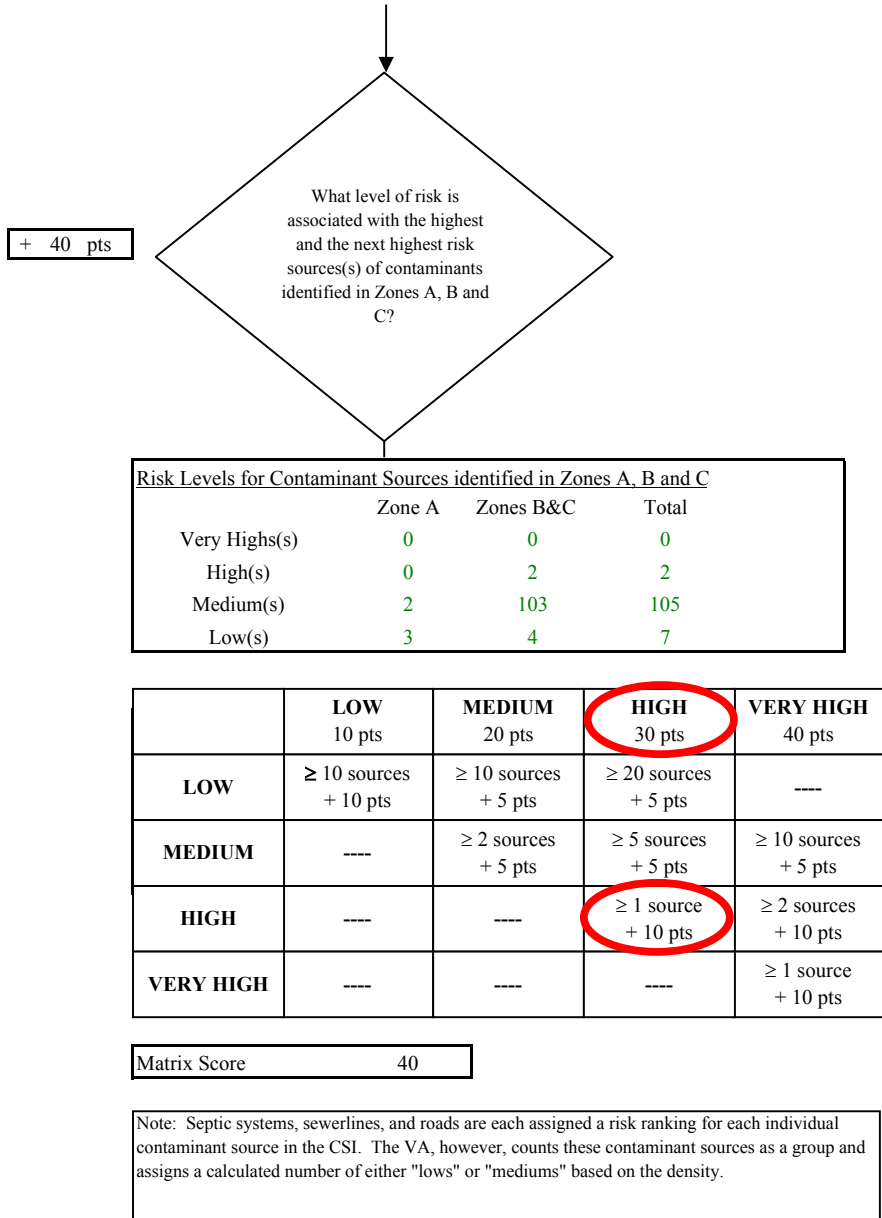 What level of risk is
associated with the highest
and the next highest risk
sources(s) of contaminants
identified in Zones A, B and
C?
+ 40 pts
Risk Levels for Contaminant Sources identified in Zones A, B and C
Zone A Zones B&C Total
Very Highs(s) 0 0 0
High(s) 0 2 2
Medium(s) 2 103 105
Low(s) 3 4 7
LOW MEDIUM HIGH VERY HIGH
10 pts 20 pts 30 pts 40 pts
LOW ≥ 10 sources ≥ 10 sources ≥ 20 sources ----
+ 10 pts + 5 pts + 5 pts
MEDIUM ---- ≥ 2 sources ≥ 5 sources ≥ 10 sources
+ 5 pts + 5 pts + 5 pts
HIGH ---- ---- ≥ 1 source ≥ 2 sources
+ 10 pts + 10 pts
VERY HIGH ---- ---- ---- ≥ 1 source
+ 10 pts
Matrix Score 40
Note: Septic systems, sewerlines, and roads are each assigned a risk ranking for each individual
contaminant source in the CSI. The VA, however, counts these contaminant sources as a group and
assigns a calculated number of either "lows" or "mediums" based on the density.